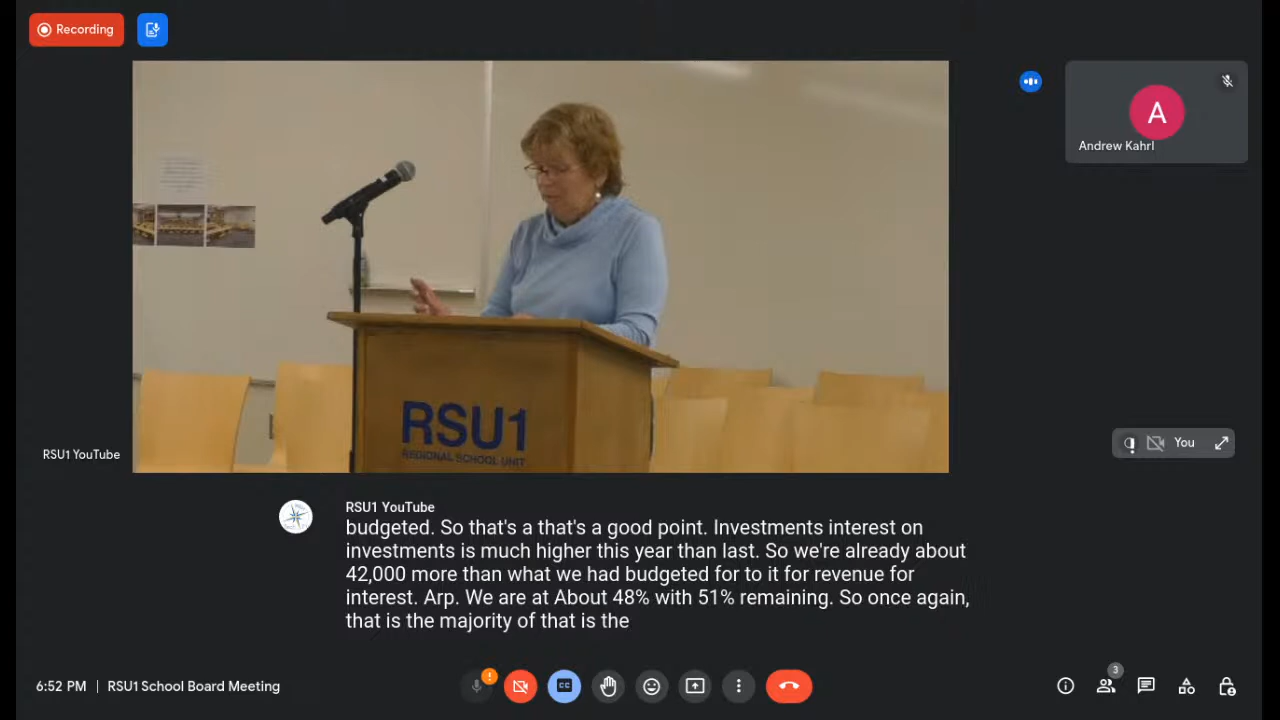 Recording
A
Andrew Kahrl
RSU1
REGIONAL SCHOOL UNIT
RSU1 YouTube
You
RSU1 YouTube
budgeted. So that's a that's a good point. Investments interest on
investments is much higher this year than last. So we're already about
42,000 more than what we had budgeted for to it for revenue for
interest. Arp. We are at About 48% with 51% remaining. So once again,
that is the majority of that is the
6:52 PM | RSU1 School Board Meeting
!
CC
3